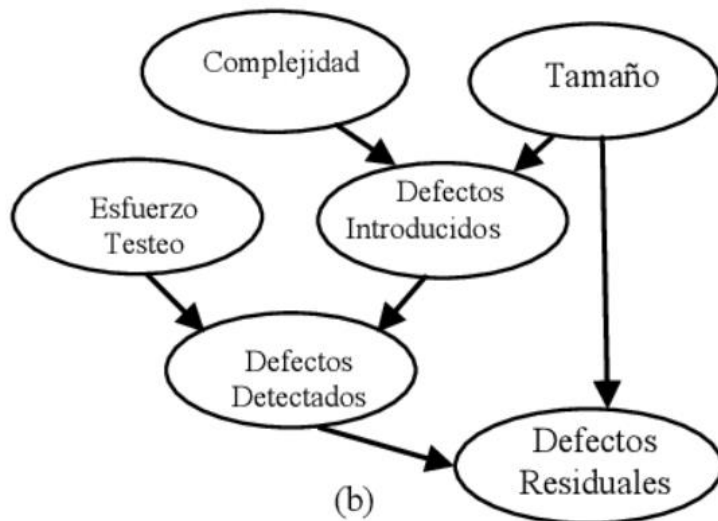 Complejidad
Tamaño
Defectos
Introducidos
Esfuerzo
Testeo
Defectos
Detectados
Defectos
Residuales
(b)